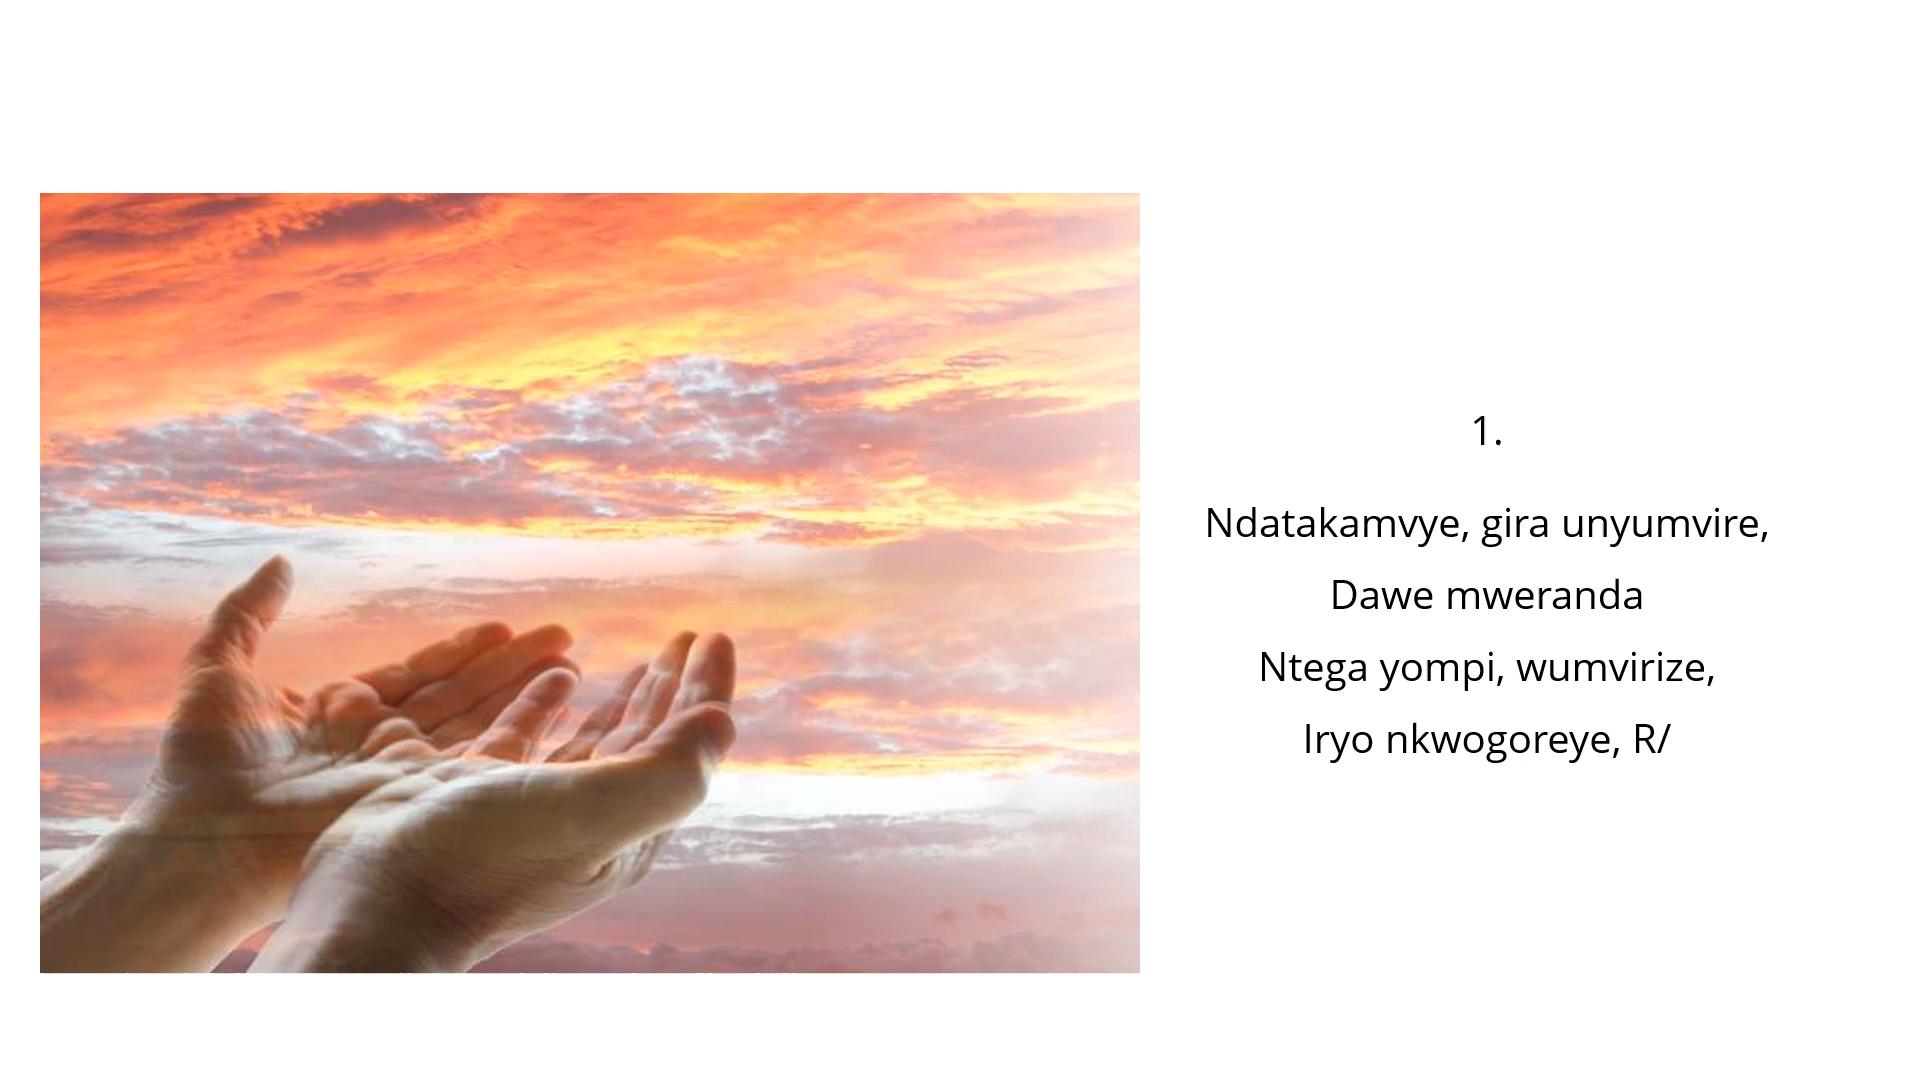 1.
Ndatakamvye, gira unyumvire,
Dawe mweranda
Ntega yompi, wumvirize,
Iryo nkwogoreye, R/